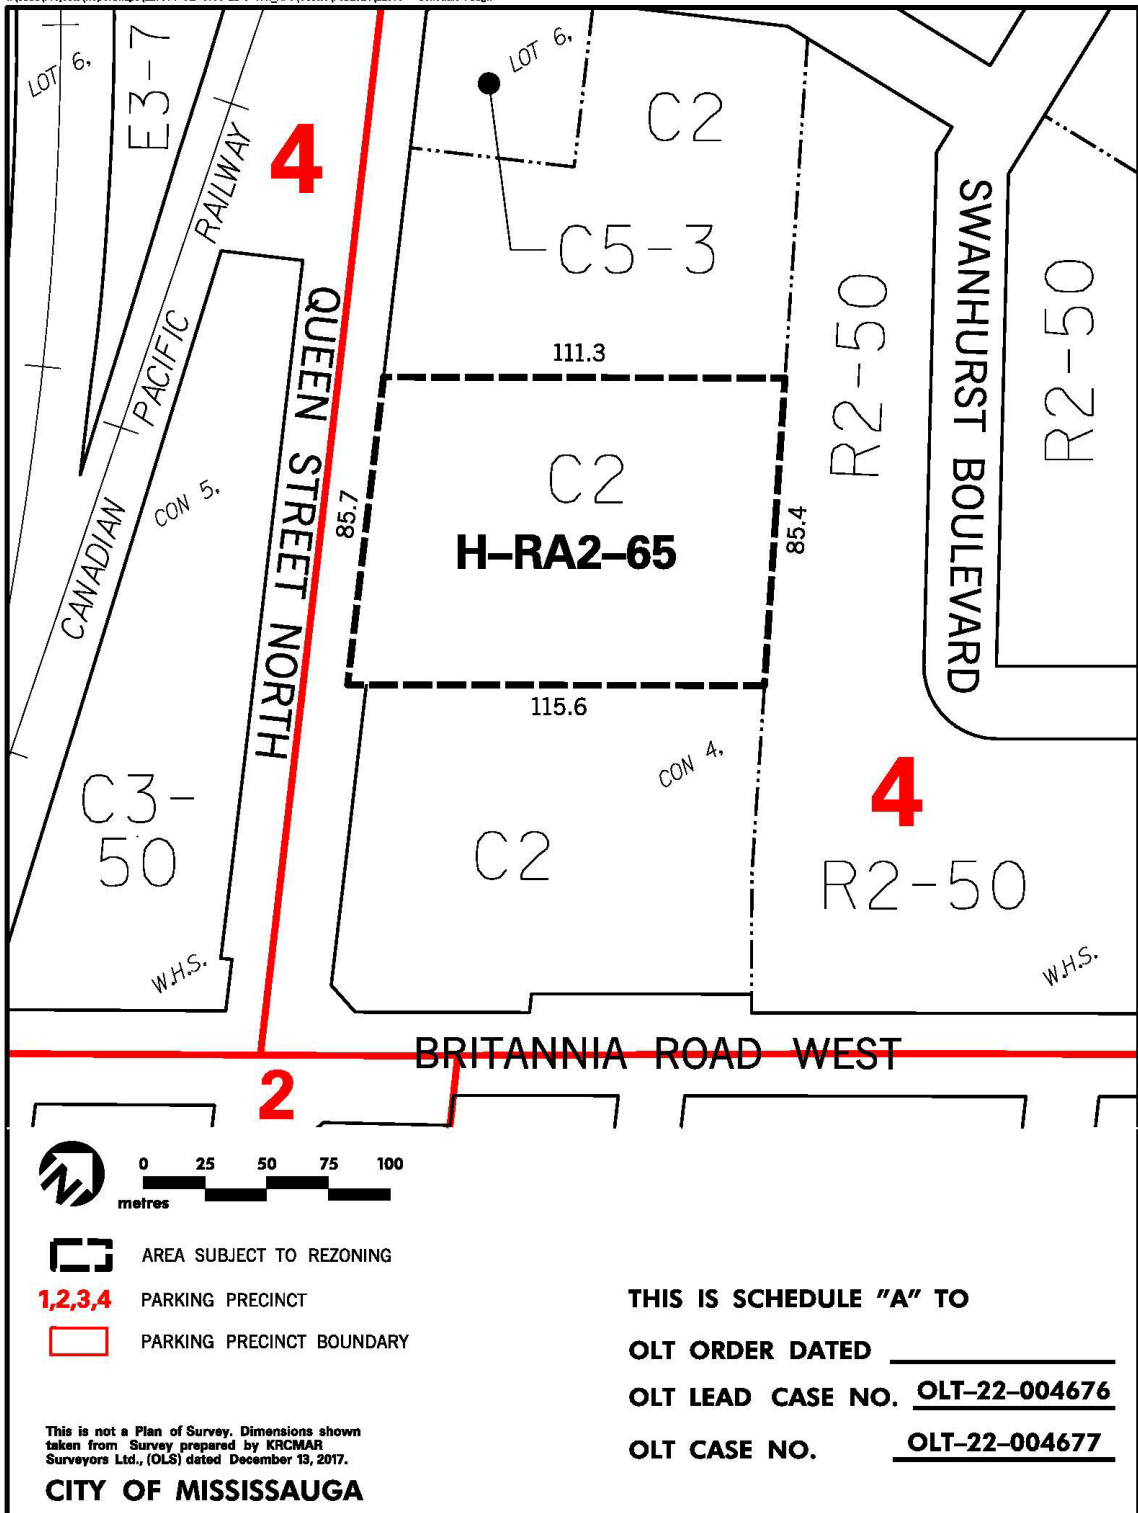 LOT 6,
E3-7
LOT 6,
C2
4
CANADIAN PACIFIC RAILWAY
C5-3
SWANHURST BOULEVARD
R2-50
R2-50
QUEEN STREET NORTH
111.3
C2
H-RA2-65
85.7
85.4
CON 5,
115.6
CON 4,
C3-
50
C2
4
R2-50
W.H.S.
W.H.S.
BRITANNIA ROAD WEST
2
N
0 25 50 75 100
metres
AREA SUBJECT TO REZONING
1,2,3,4 PARKING PRECINCT
PARKING PRECINCT BOUNDARY
THIS IS SCHEDULE "A" TO
OLT ORDER DATED
OLT LEAD CASE NO. OLT-22-004676
OLT CASE NO. OLT-22-004677
This is not a Plan of Survey. Dimensions shown
taken from Survey prepared by KRCMAR
Surveyors Ltd., (OLS) dated December 13, 2017.
CITY OF MISSISSAUGA